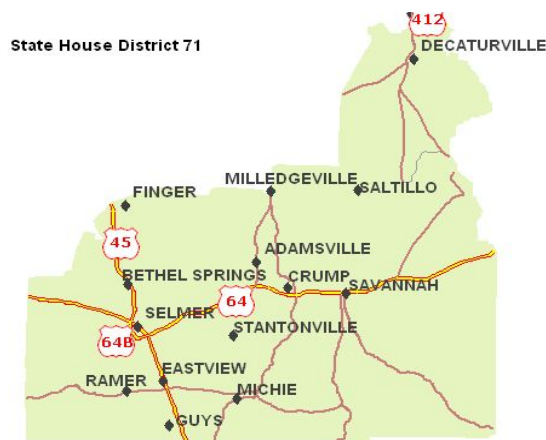 412
State House District 71
DECATURVILLE
MILLEDGEVILLE
SALTILLO
FINGER
45
ADAMSVILLE
BETHEL SPRINGS
CRUMP
SAVANNAH
64
SELMER
STANTONVILLE
64B
EASTVIEW
RAMER
MICHIE
GUYS